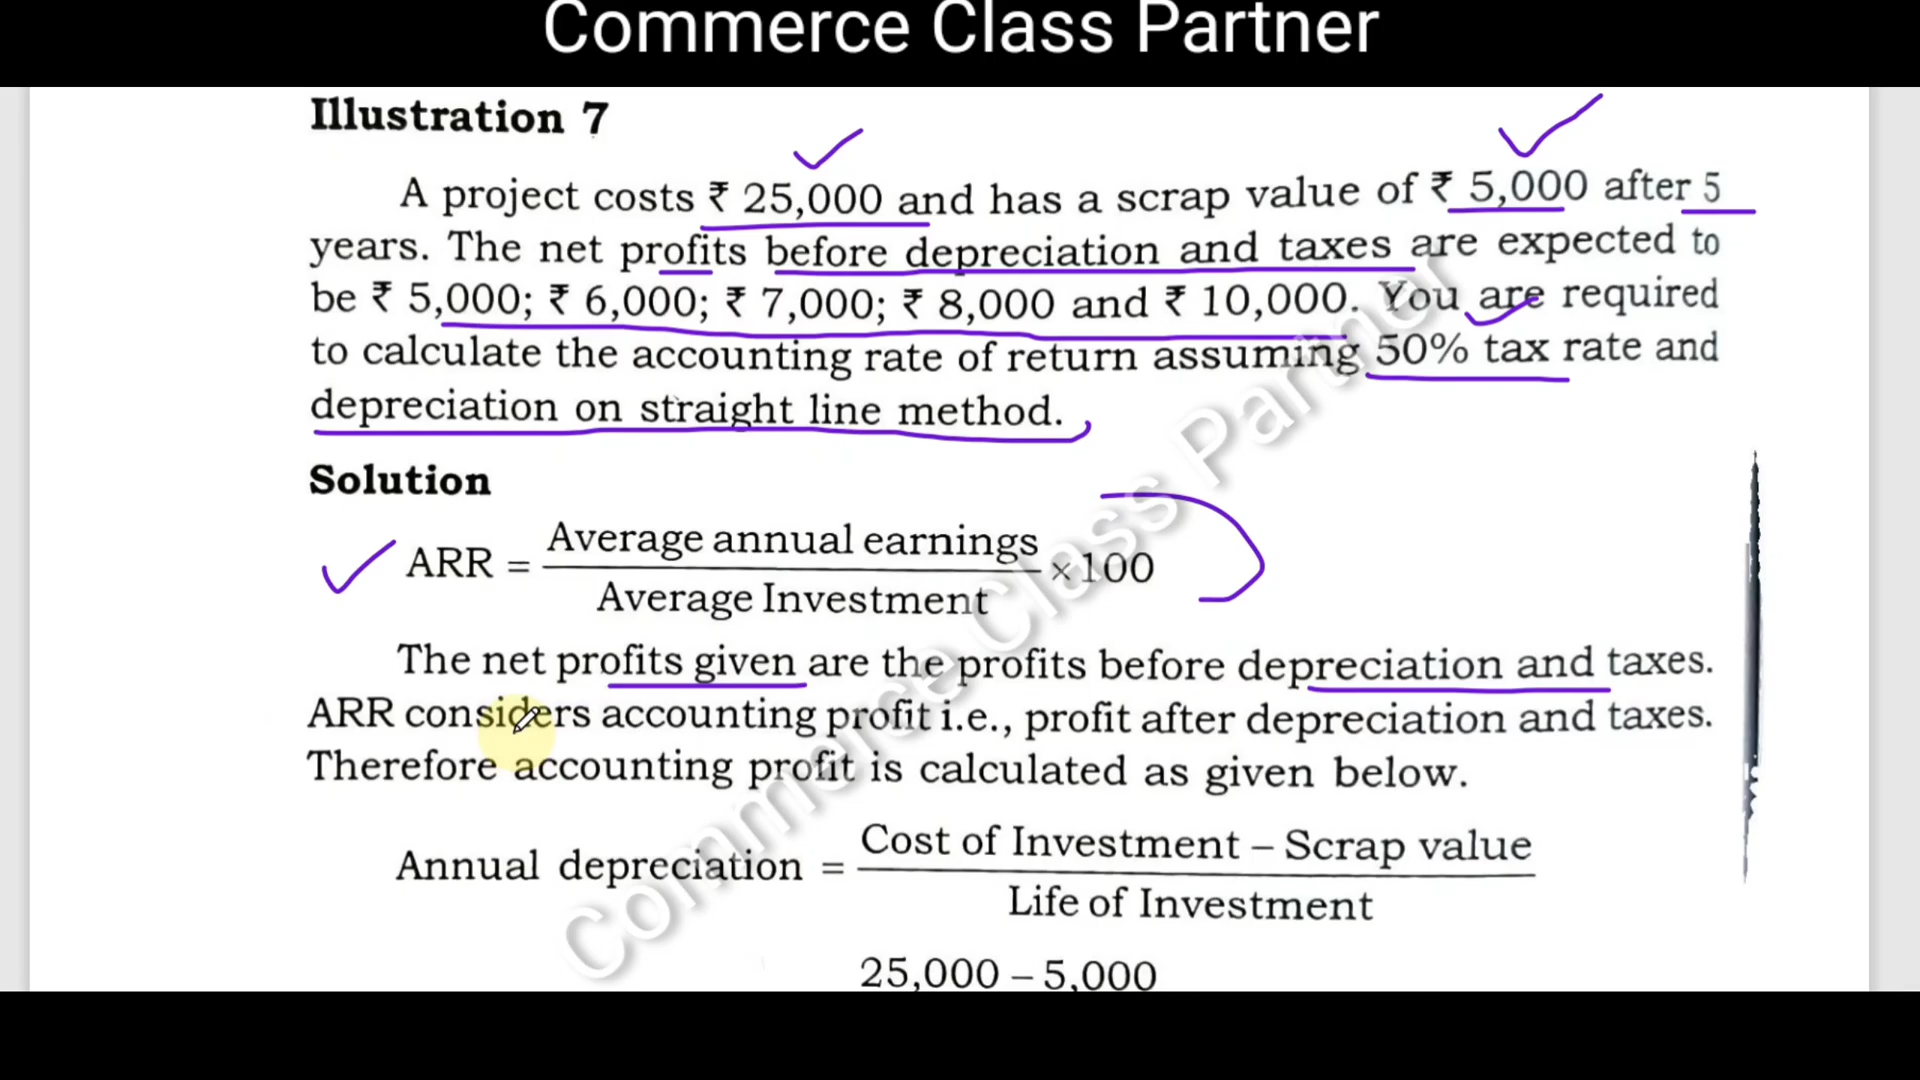 Commerce Class Partner
Illustration 7
A project costs ₹ 25,000 and has a scrap value of ₹ 5,000 after 5
years. The net profits before depreciation and taxes are expected to
be ₹ 5,000; ₹ 6,000; ₹ 7,000; ₹ 8,000 and ₹ 10,000. You are required
to calculate the accounting rate of return assuming 50% tax rate and
depreciation on straight line method.
Solution
ARR = Average annual earnings / Average Investment × 100
The net profits given are the profits before depreciation and taxes.
ARR considers accounting profit i.e., profit after depreciation and taxes.
Therefore accounting profit is calculated as given below.
Annual depreciation = Cost of Investment – Scrap value / Life of Investment
25,000 – 5,000
Commerce Class Partner